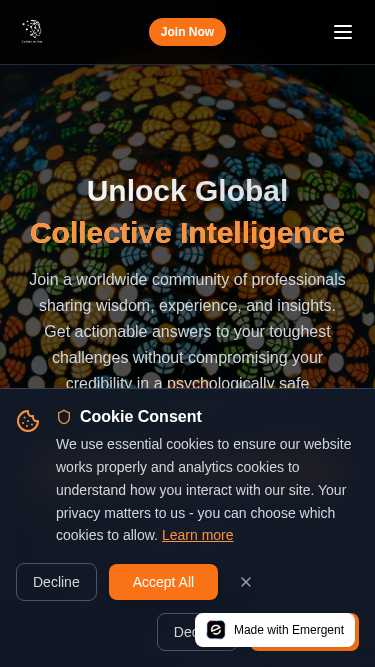 Join Now
Unlock Global
Collective Intelligence
Join a worldwide community of professionals
sharing wisdom, experience, and insights.
Get actionable answers to your toughest
challenges without compromising your
credibility in a psychologically safe
Cookie Consent
We use essential cookies to ensure our website
works properly and analytics cookies to
understand how you interact with our site. Your
privacy matters to us - you can choose which
cookies to allow. Learn more
Decline
Accept All
Made with Emergent